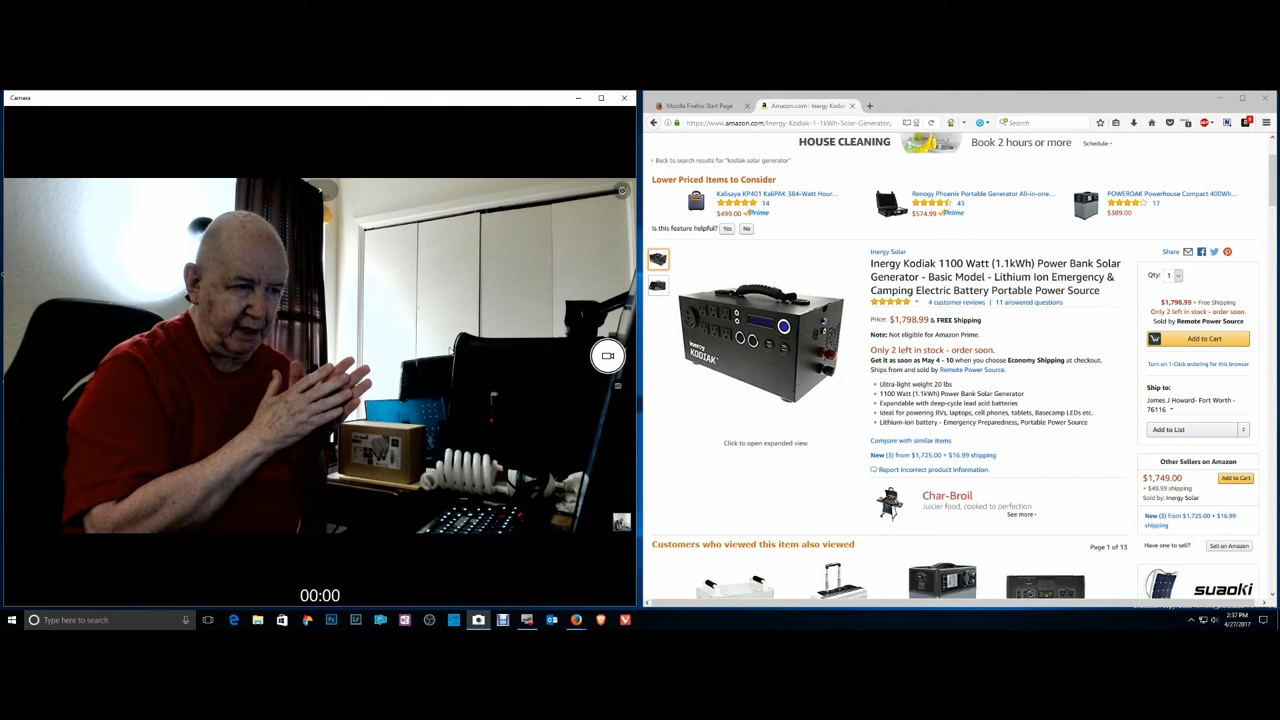 Camera
00:00
Mozilla Firefox Start Page
Amazon.com : Inergy Kodia
https://www.amazon.com/Inergy-Kodiak-1-1kWh-Solar-Generator,
Search
HOUSE CLEANING
Book 2 hours or more
Schedule
Back to search results for "kodiak solar generator"
Lower Priced Items to Consider
Kalisaya KP401 KaliPAK 384-Watt Hour...
14
$499.00 Prime
Renogy Phoenix Portable Generator All-in-one...
43
$574.99 Prime
POWEROAK Powerhouse Compact 400Wh...
17
$389.00
Is this feature helpful? Yes No
Inergy KODIAK
Click to open expanded view
Inergy Solar
Inergy Kodiak 1100 Watt (1.1kWh) Power Bank Solar
Generator - Basic Model - Lithium Ion Emergency &
Camping Electric Battery Portable Power Source
4 customer reviews | 11 answered questions
Price: $1,798.99 & FREE Shipping
Note: Not eligible for Amazon Prime.
Only 2 left in stock - order soon.
Get it as soon as May 4 - 10 when you choose Economy Shipping at checkout.
Ships from and sold by Remote Power Source.
Ultra-light weight 20 lbs
1100 Watt (1.1kWh) Power Bank Solar Generator
Expandable with deep-cycle lead acid batteries
Ideal for powering RVs, laptops, cell phones, tablets, Basecamp LEDs etc.
Lithium-ion battery - Emergency Preparedness, Portable Power Source
Compare with similar items
New (3) from $1,725.00 + $16.99 shipping
Report incorrect product information.
Char-Broil
Juicier food, cooked to perfection
See more
Share
Qty: 1
$1,798.99 + Free Shipping
Only 2 left in stock - order soon.
Sold by Remote Power Source
Add to Cart
Turn on 1-Click ordering for this browser
Ship to:
James J Howard- Fort Worth -
76116
Add to List
Other Sellers on Amazon
$1,749.00
Add to Cart
+ $49.99 shipping
Sold by: Inergy Solar
New (3) from $1,725.00 + $16.99
shipping
Have one to sell? Sell on Amazon
suaoki
Customers who viewed this item also viewed
Page 1 of 13
Type here to search
2:37 PM
4/27/2017